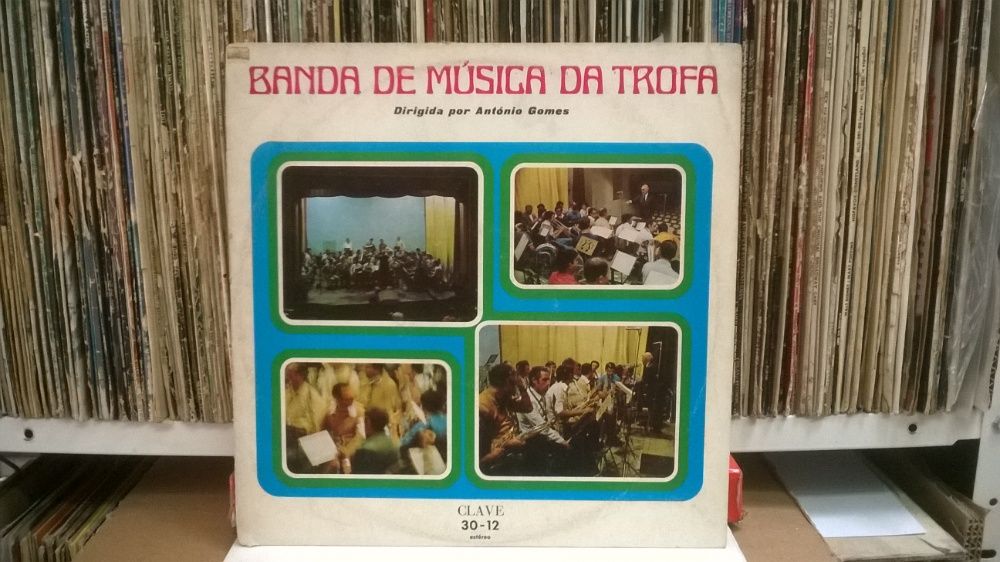 BANDA DE MÚSICA DA TROFA
Dirigida por António Gomes
CLAVE
30-12
estéreo